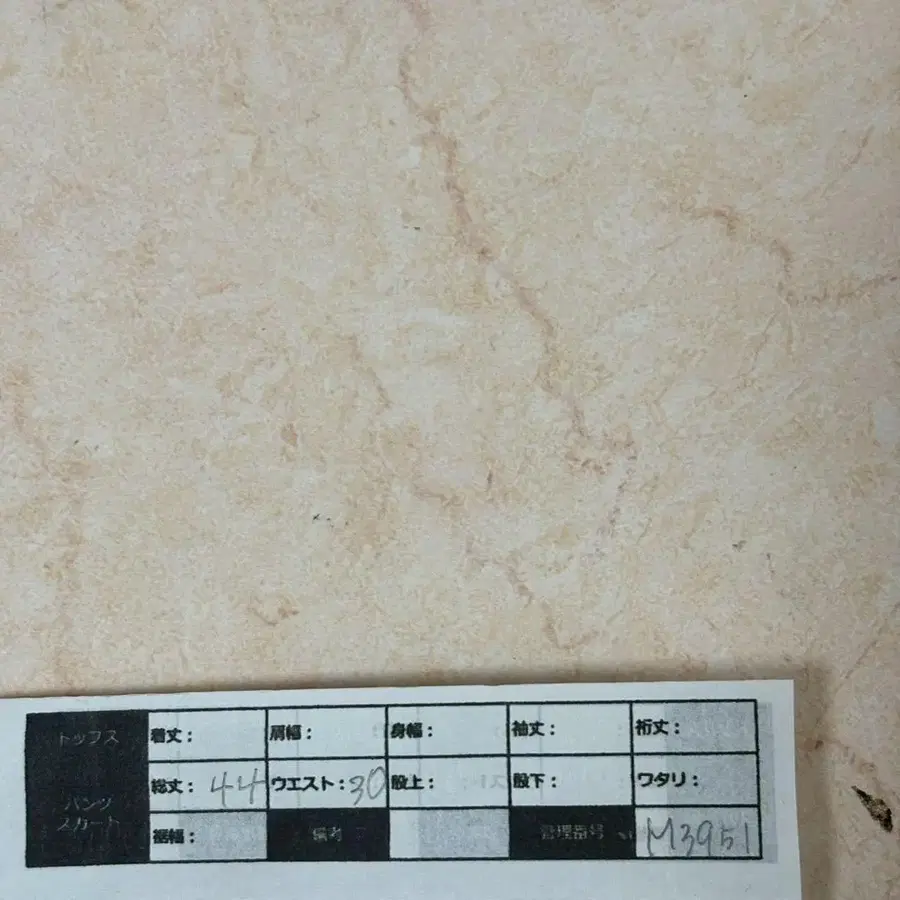 トップス 着丈： 肩幅： 身幅： 袖丈： 裄丈：
パンツ スカート 総丈： 44 ウエスト：30 股上： 股下： ワタリ：
裾幅： 備考 管理番号 M3951